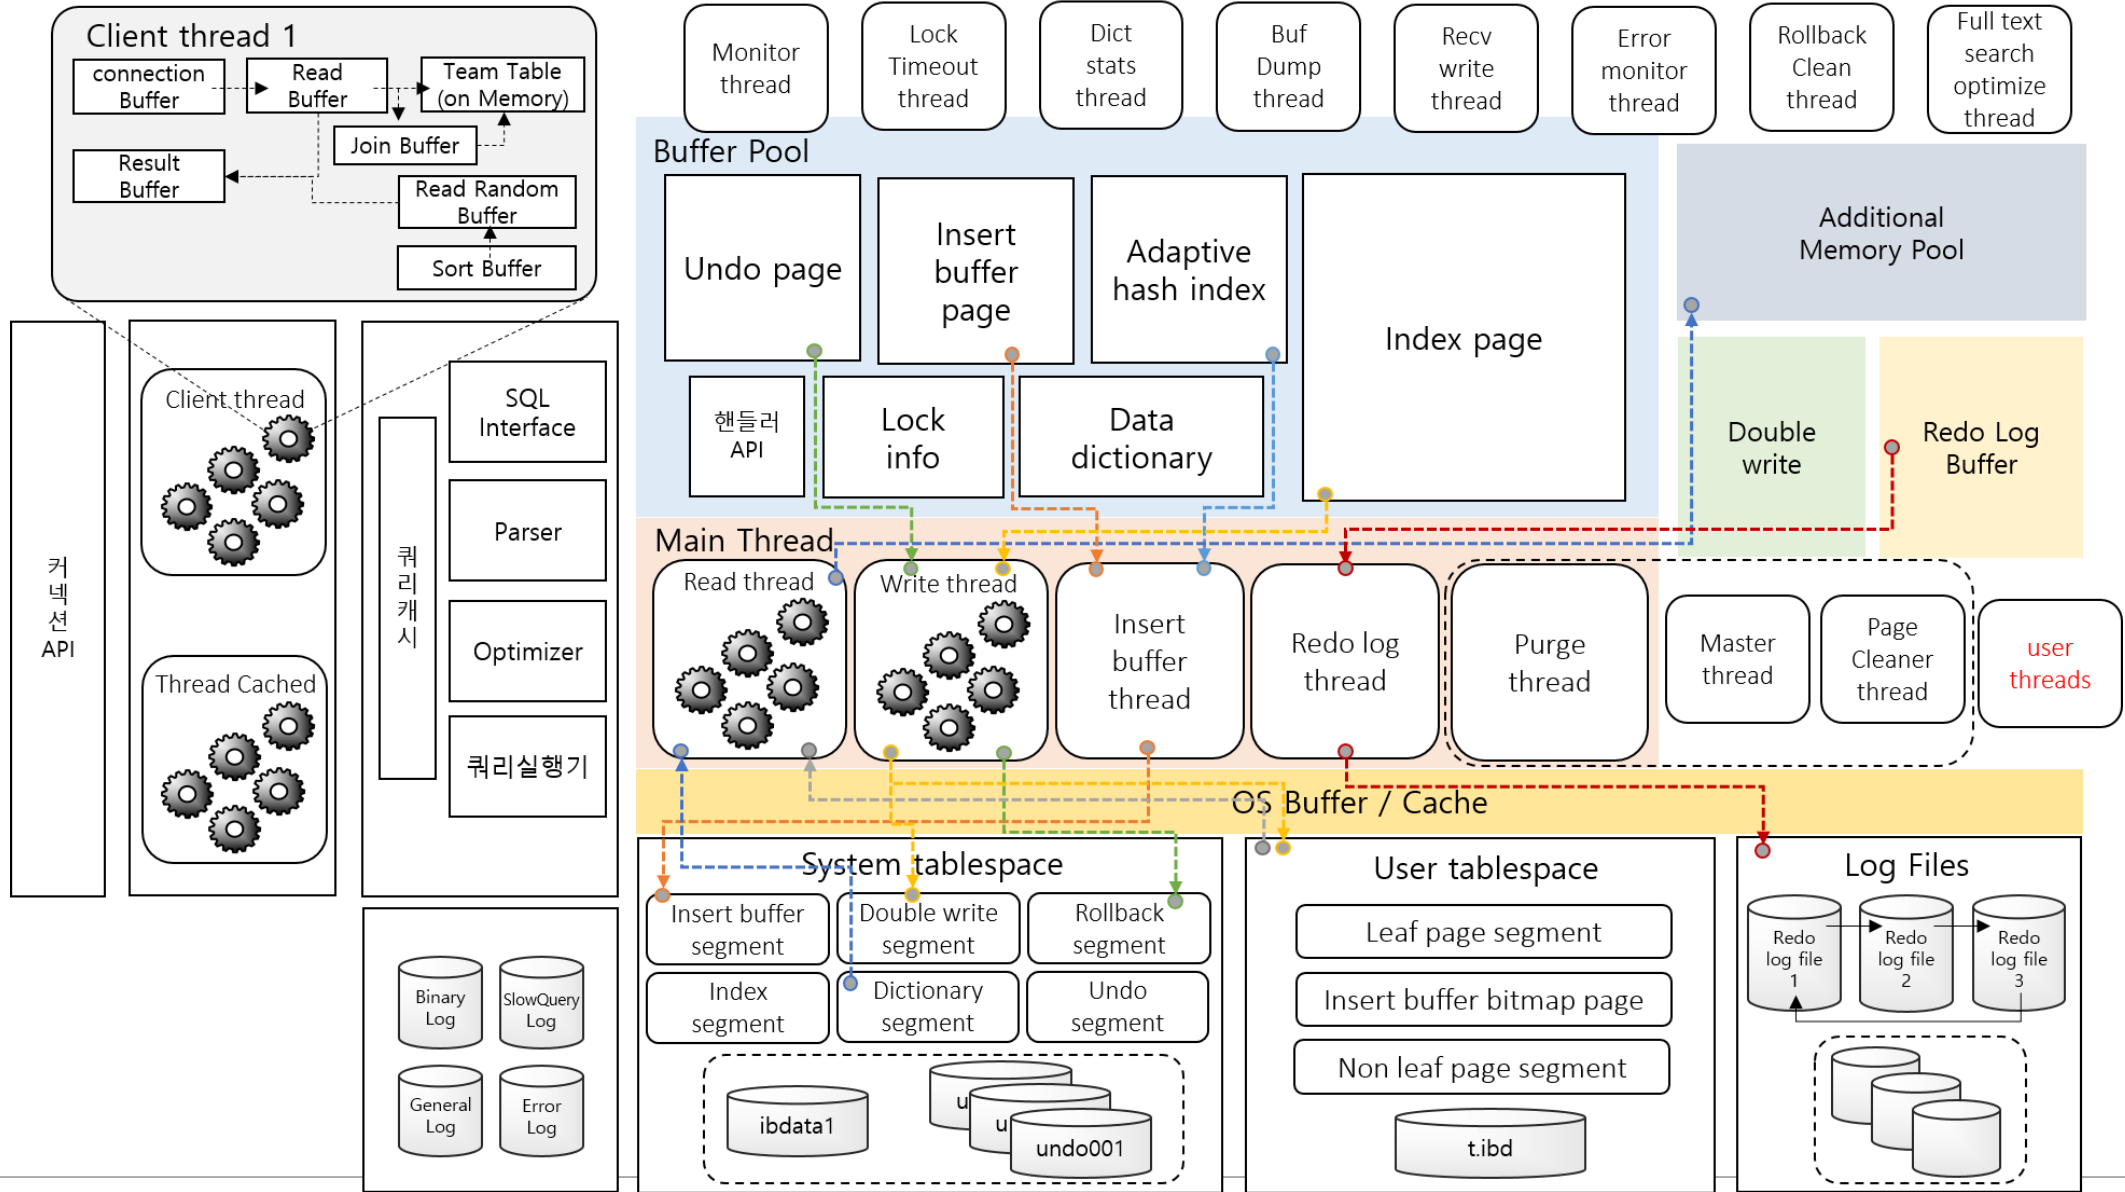 Client thread 1
connection
Buffer
Read
Buffer
Team Table
(on Memory)
Join Buffer
Result
Buffer
Read Random
Buffer
Sort Buffer
Monitor
thread
Lock
Timeout
thread
Dict
stats
thread
Buf
Dump
thread
Recv
write
thread
Error
monitor
thread
Rollback
Clean
thread
Full text
search
optimize
thread
커
넥
션
API
Client thread
Thread Cached
쿼
리
캐
시
SQL
Interface
Parser
Optimizer
쿼리실행기
Binary
Log
SlowQuery
Log
General
Log
Error
Log
Buffer Pool
Undo page
Insert
buffer
page
Adaptive
hash index
Index page
핸들러
API
Lock
info
Data
dictionary
Additional
Memory Pool
Double
write
Redo Log
Buffer
Main Thread
Read thread
Write thread
Insert
buffer
thread
Redo log
thread
Purge
thread
Master
thread
Page
Cleaner
thread
user
threads
OS Buffer / Cache
System tablespace
Insert buffer
segment
Double write
segment
Rollback
segment
Index
segment
Dictionary
segment
Undo
segment
ibdata1
u
u
undo001
User tablespace
Leaf page segment
Insert buffer bitmap page
Non leaf page segment
t.ibd
Log Files
Redo
log file
1
Redo
log file
2
Redo
log file
3